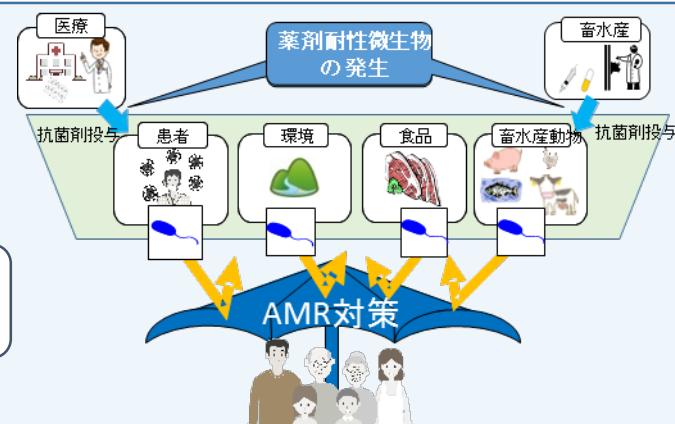 医療
薬剤耐性微生物
の発生
畜水産
抗菌剤投与
患者
環境
食品
畜水産動物
抗菌剤投与
AMR対策